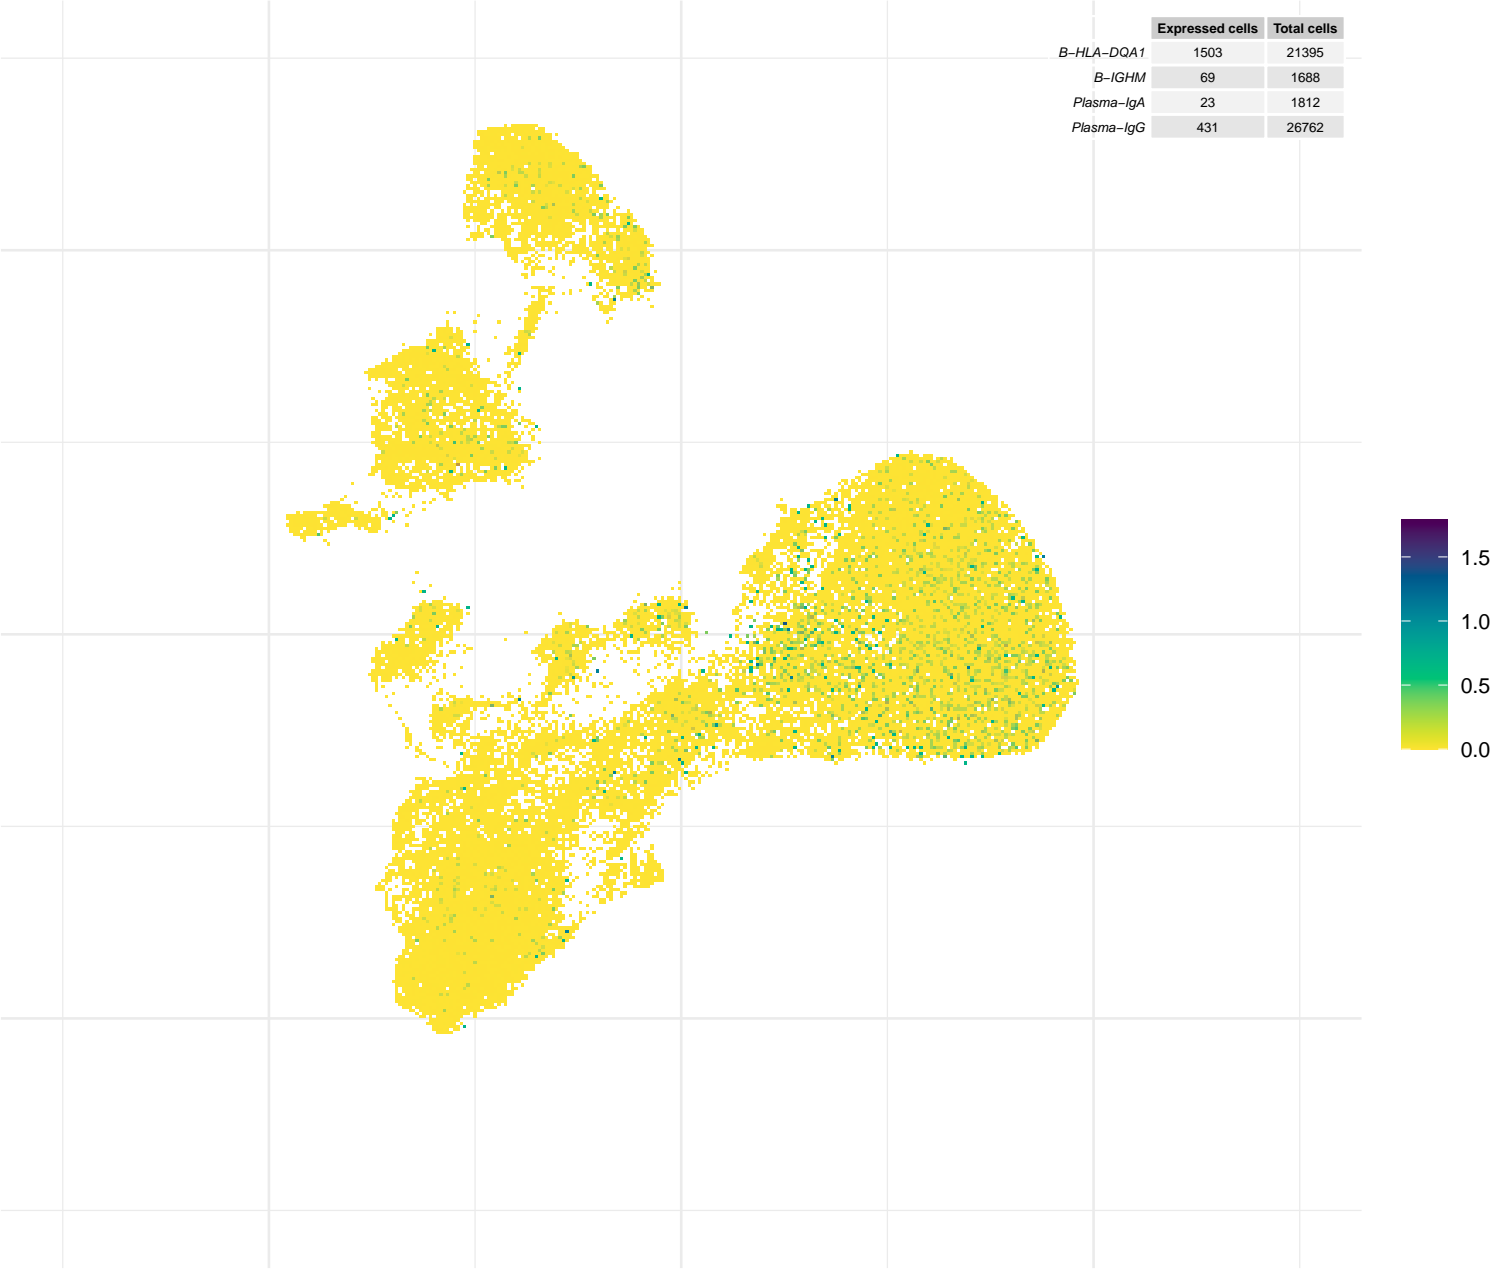 Expressed cells Total cells
B−HLA−DQA1 1503 21395
B−IGHM 69 1688
Plasma−IgA 23 1812
Plasma−IgG 431 26762
1.5
1.0
0.5
0.0